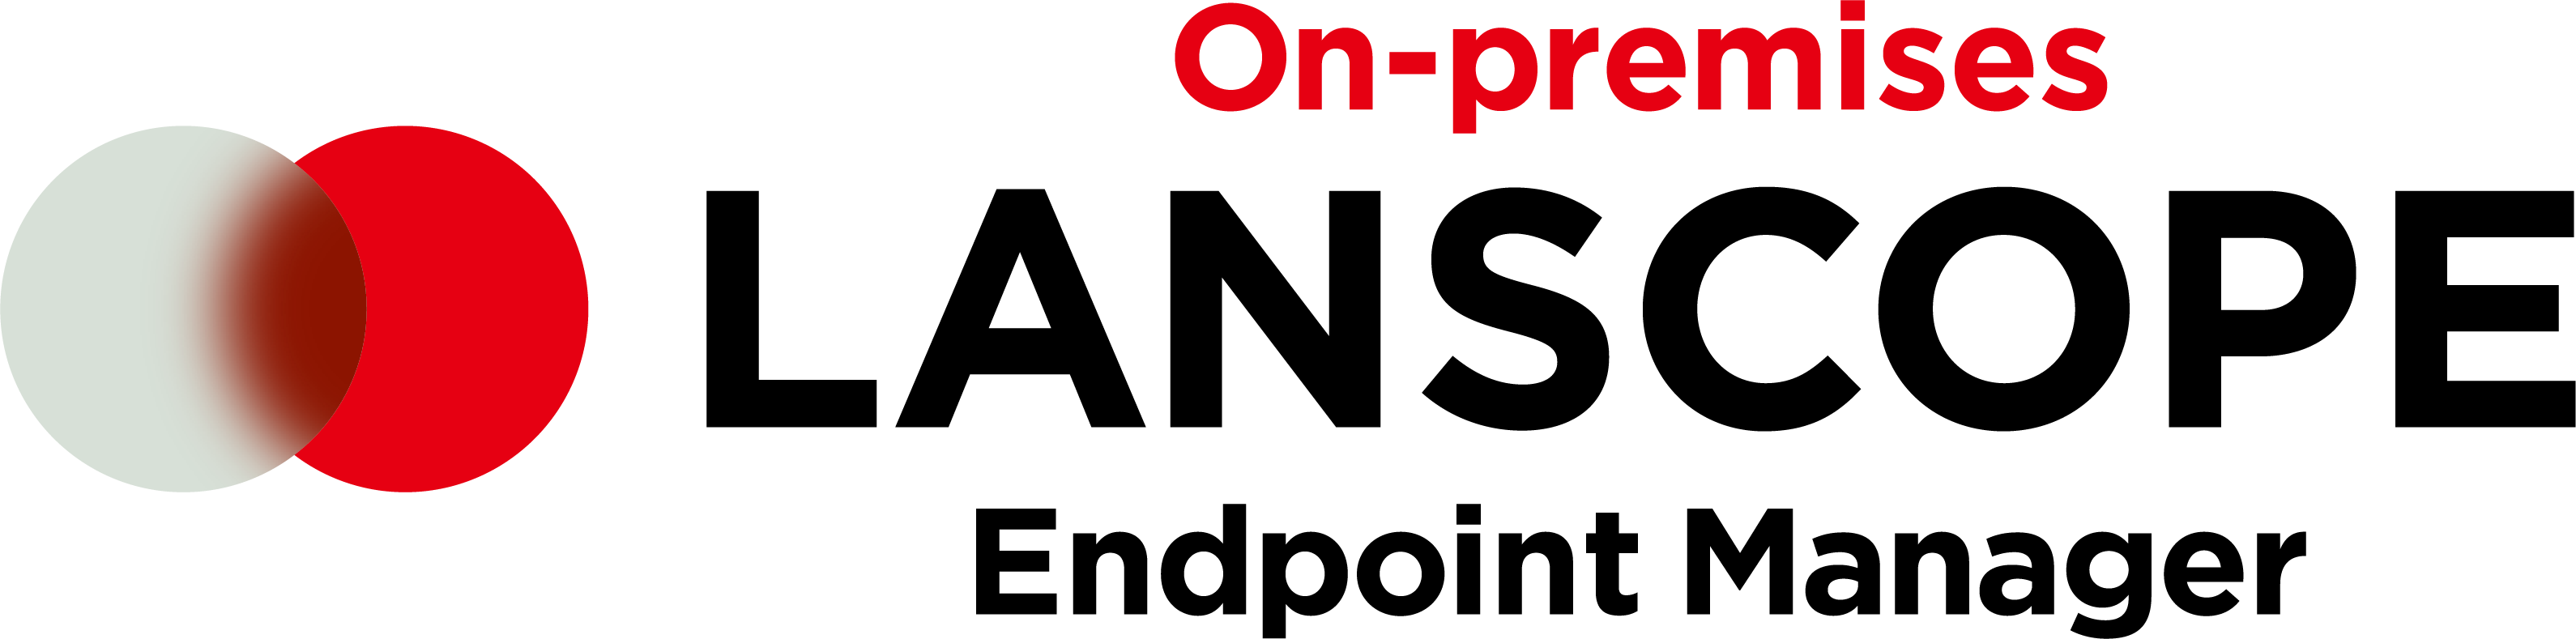 On-premises
LANSCOPE
Endpoint Manager